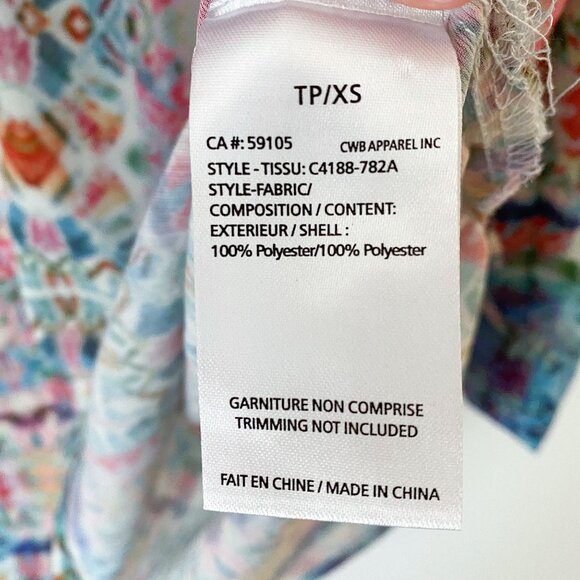 TP/XS
CA #: 59105 CWB APPAREL INC
STYLE - TISSU: C4188-782A
STYLE-FABRIC/
COMPOSITION / CONTENT:
EXTERIEUR / SHELL :
100% Polyester/100% Polyester
GARNITURE NON COMPRISE
TRIMMING NOT INCLUDED
FAIT EN CHINE / MADE IN CHINA